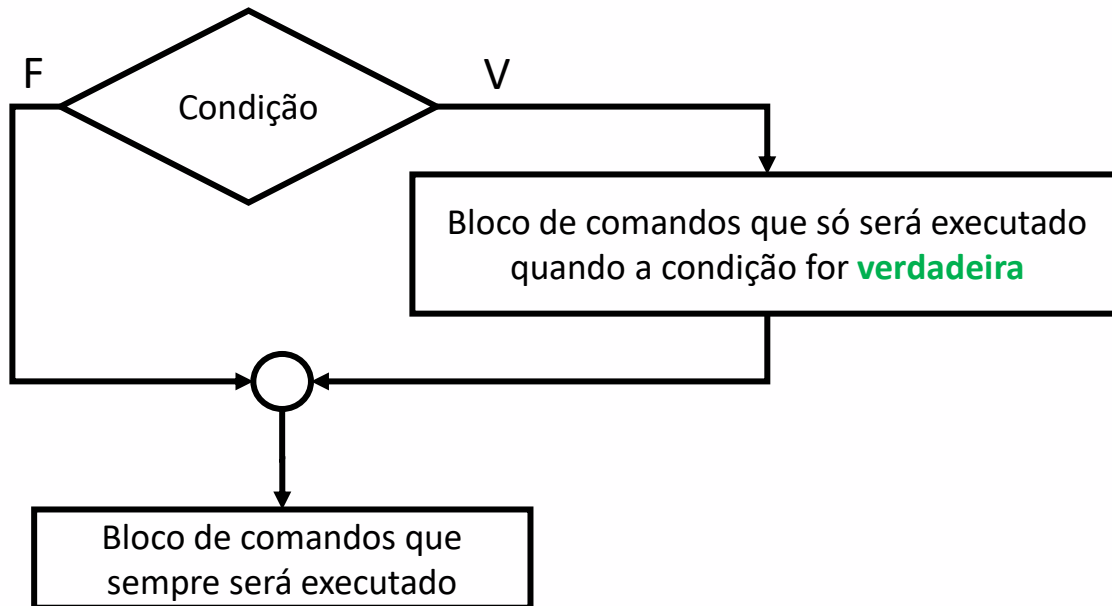 F
V
Condição
Bloco de comandos que só será executado
quando a condição for verdadeira
Bloco de comandos que
sempre será executado